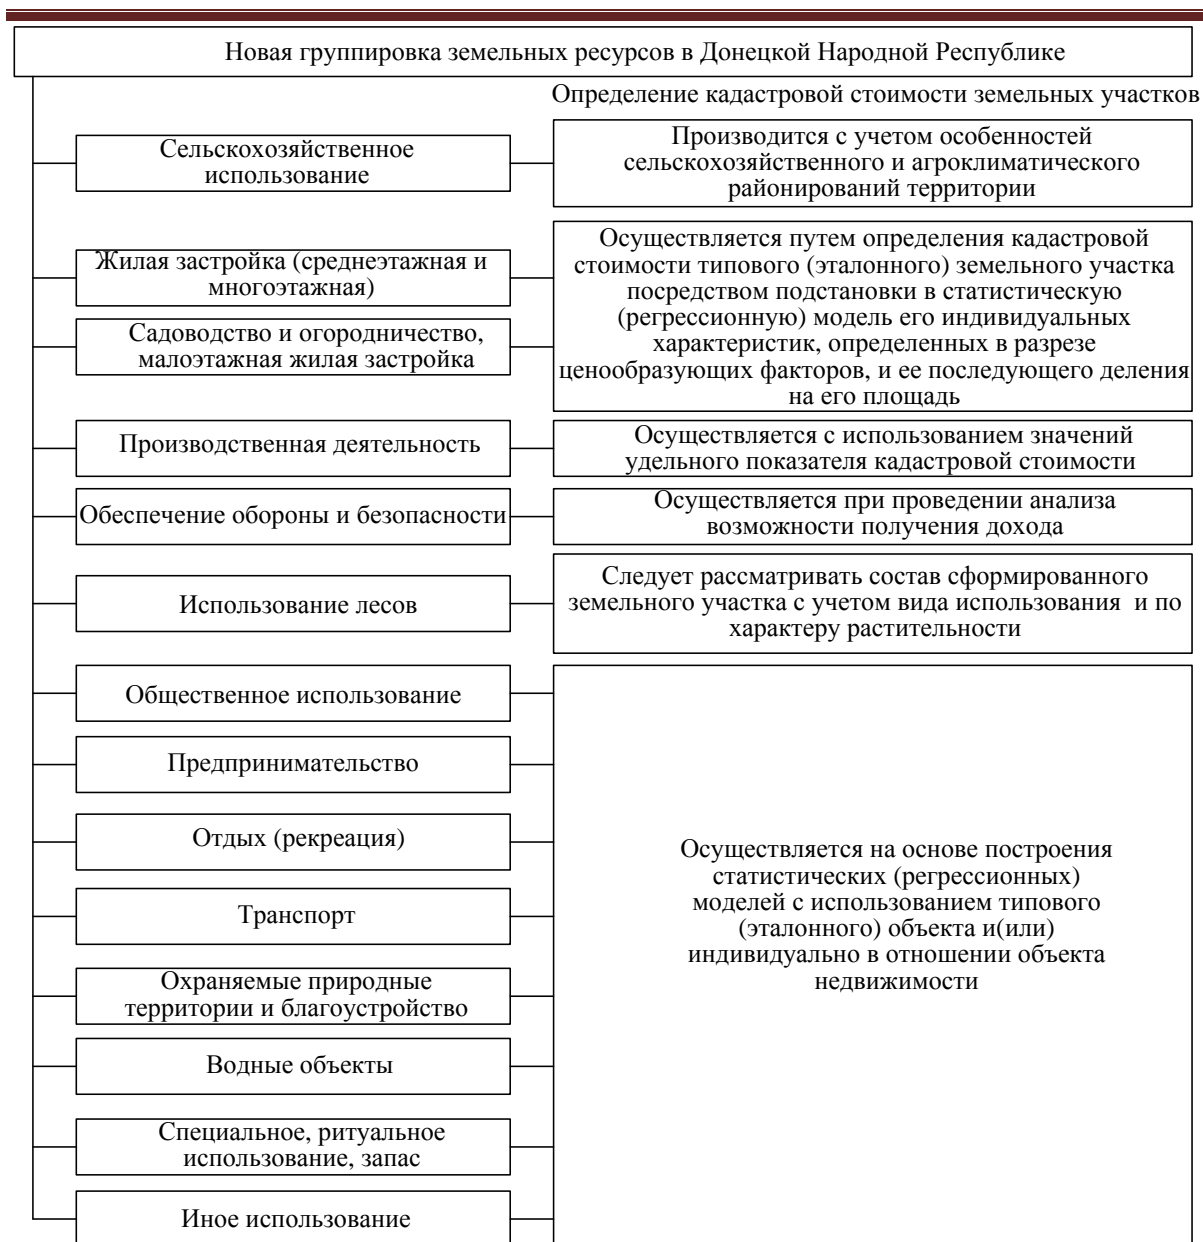 Новая группировка земельных ресурсов в Донецкой Народной Республике
Определение кадастровой стоимости земельных участков
Сельскохозяйственное
использование
Производится с учетом особенностей
сельскохозяйственного и агроклиматического
районирований территории
Жилая застройка (среднеэтажная и
многоэтажная)
Садоводство и огородничество,
малоэтажная жилая застройка
Осуществляется путем определения кадастровой
стоимости типового (эталонного) земельного участка
посредством подстановки в статистическую
(регрессионную) модель его индивидуальных
характеристик, определенных в разрезе
ценообразующих факторов, и ее последующего деления
на его площадь
Производственная деятельность
Осуществляется с использованием значений
удельного показателя кадастровой стоимости
Обеспечение обороны и безопасности
Осуществляется при проведении анализа
возможности получения дохода
Использование лесов
Следует рассматривать состав сформированного
земельного участка с учетом вида использования и по
характеру растительности
Общественное использование
Предпринимательство
Отдых (рекреация)
Транспорт
Охраняемые природные
территории и благоустройство
Водные объекты
Специальное, ритуальное
использование, запас
Иное использование
Осуществляется на основе построения
статистических (регрессионных)
моделей с использованием типового
(эталонного) объекта и(или)
индивидуально в отношении объекта
недвижимости